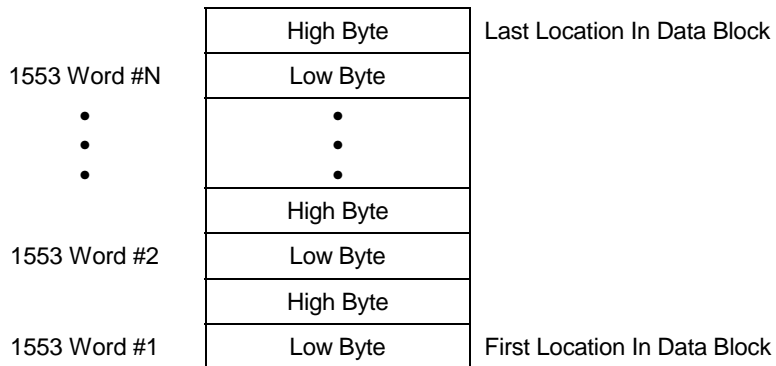 High Byte Last Location In Data Block
1553 Word #N Low Byte
• •
• •
• •
High Byte
1553 Word #2 Low Byte
High Byte
1553 Word #1 Low Byte First Location In Data Block